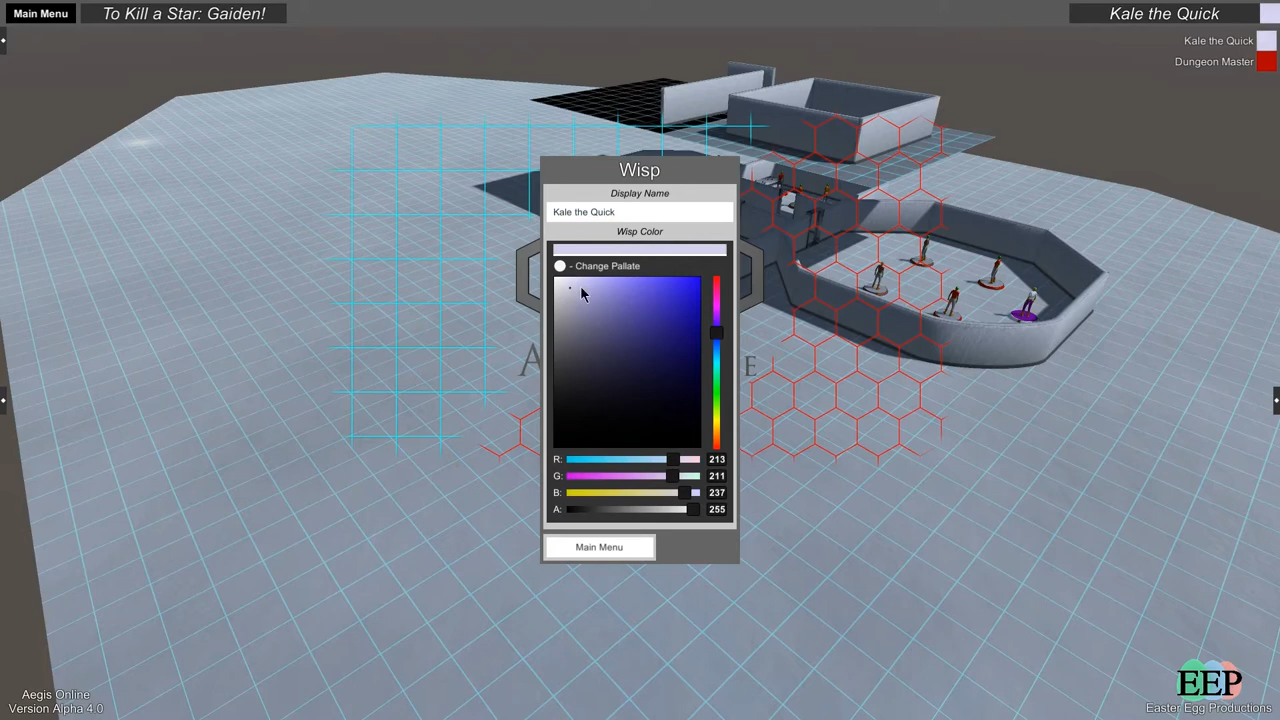 Main Menu
To Kill a Star: Gaiden!
Kale the Quick
Kale the Quick
Dungeon Master
Wisp
Display Name
Kale the Quick
Wisp Color
- Change Pallate
A
E
R: 213
G: 211
B: 237
A: 255
Main Menu
Aegis Online
Version Alpha 4.0
EEP
Easter Egg Productions